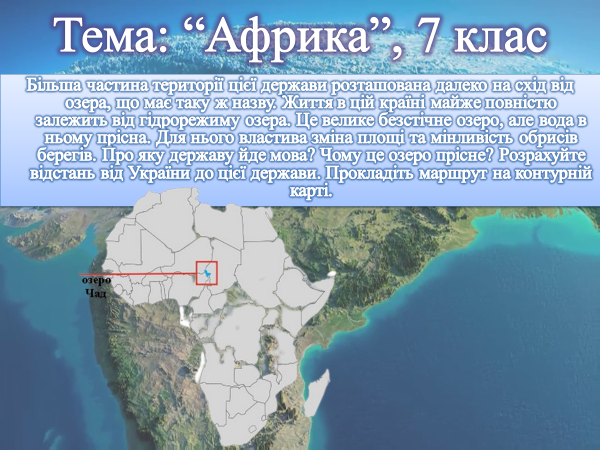 Тема: “Африка”, 7 клас
Більша частина території цієї держави розташована далеко на схід від
озера, що має таку ж назву. Життя в цій країні майже повністю
залежить від гідрорежиму озера. Це велике безстічне озеро, але вода в
ньому прісна. Для нього властива зміна площі та мінливість обрисів
берегів. Про яку державу йде мова? Чому це озеро прісне? Розрахуйте
відстань від України до цієї держави. Прокладіть маршрут на контурній
карті.
озеро
Чад